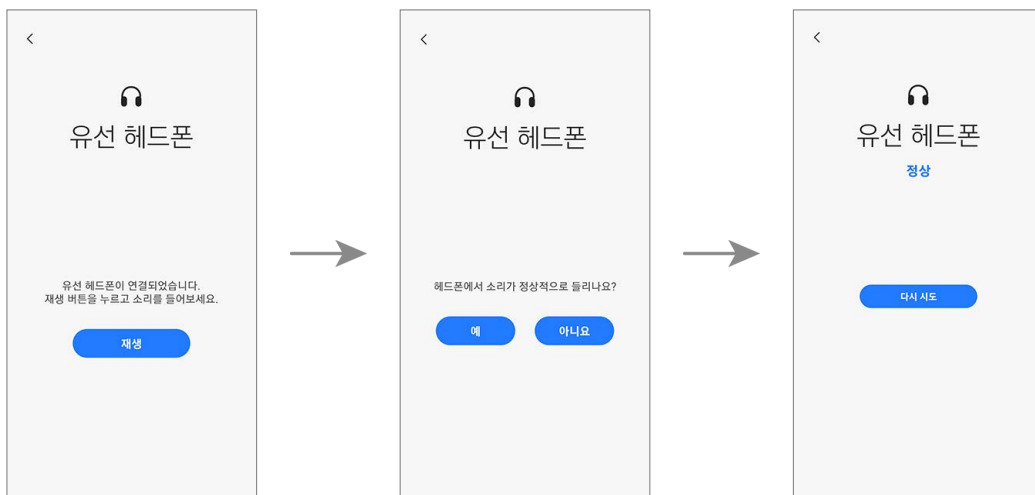 유선 헤드폰
유선 헤드폰이 연결되었습니다.
재생 버튼을 누르고 소리를 들어보세요.
재생
유선 헤드폰
헤드폰에서 소리가 정상적으로 들리나요?
예
아니요
유선 헤드폰
정상
다시 시도